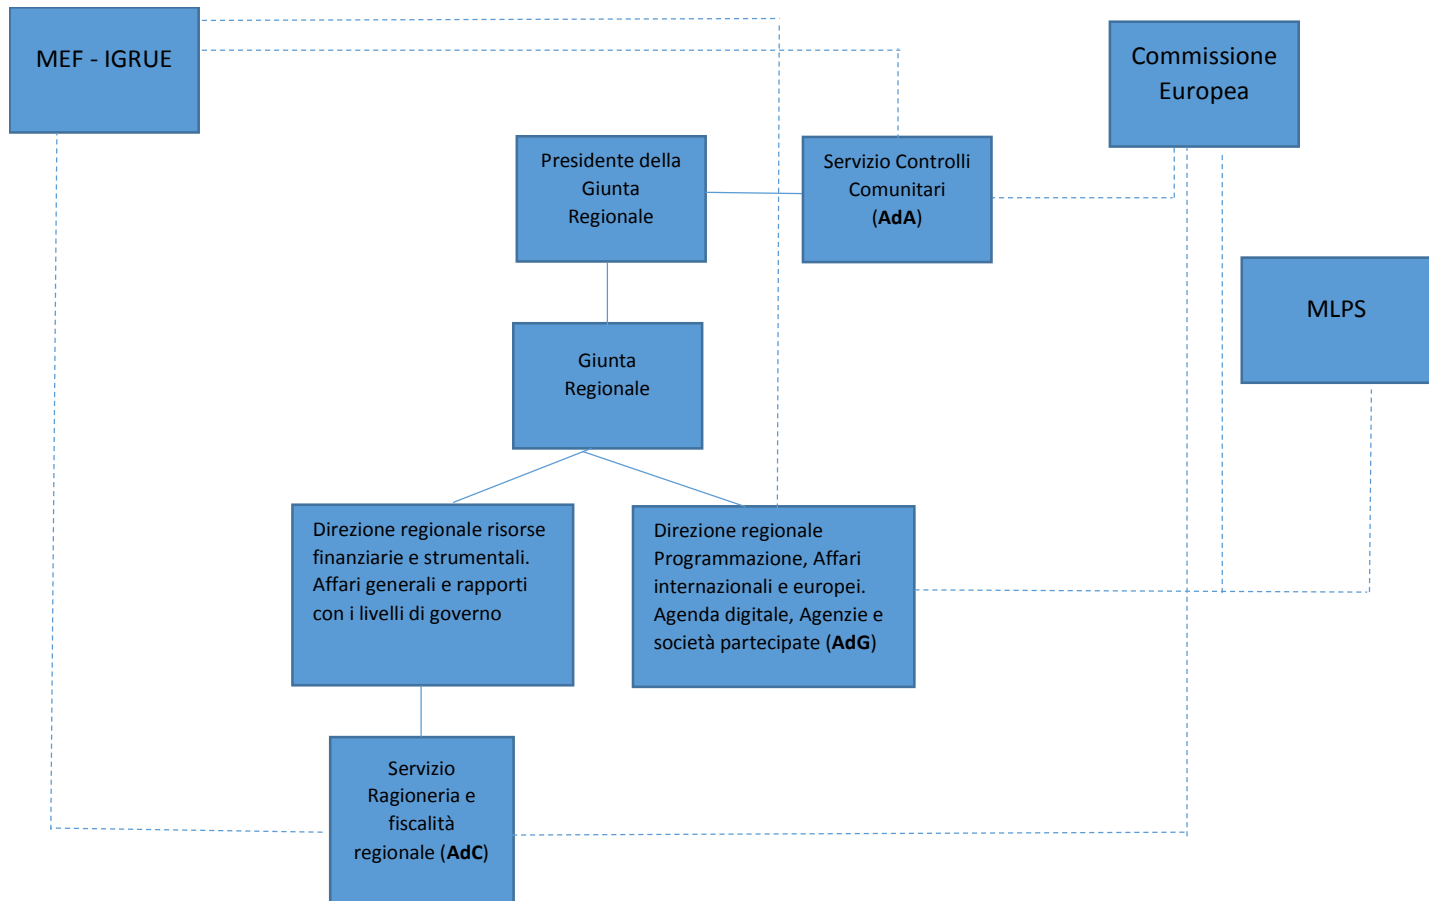 MEF - IGRUE
Commissione
Europea
Presidente della
Giunta
Regionale
Servizio Controlli
Comunitari
(AdA)
MLPS
Giunta
Regionale
Direzione regionale risorse
finanziarie e strumentali.
Affari generali e rapporti
con i livelli di governo
Direzione regionale
Programmazione, Affari
internazionali e europei.
Agenda digitale, Agenzie e
società partecipate (AdG)
Servizio
Ragioneria e
fiscalità
regionale (AdC)